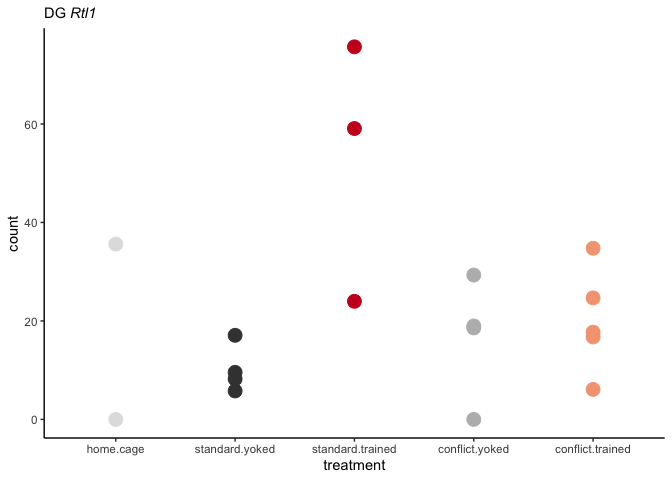 DG Rtl1
count
60
40
20
0
home.cage standard.yoked standard.trained conflict.yoked conflict.trained
treatment